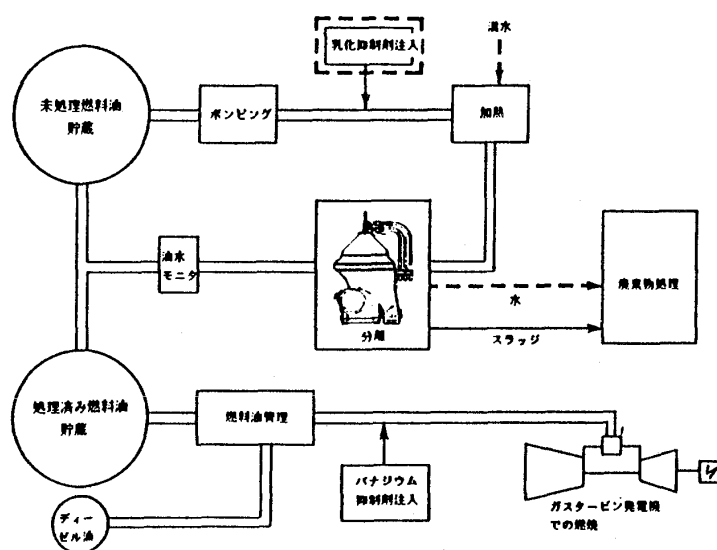 乳化抑制剤注入
温水
未処理燃料油
貯蔵
ポンピング
加熱
油水
モニタ
分離
水
スラッジ
廃棄物処理
処理済み燃料油
貯蔵
燃料油管理
バナジウム
抑制剤注入
ディー
ゼル油
ガスタービン発電機
での燃焼